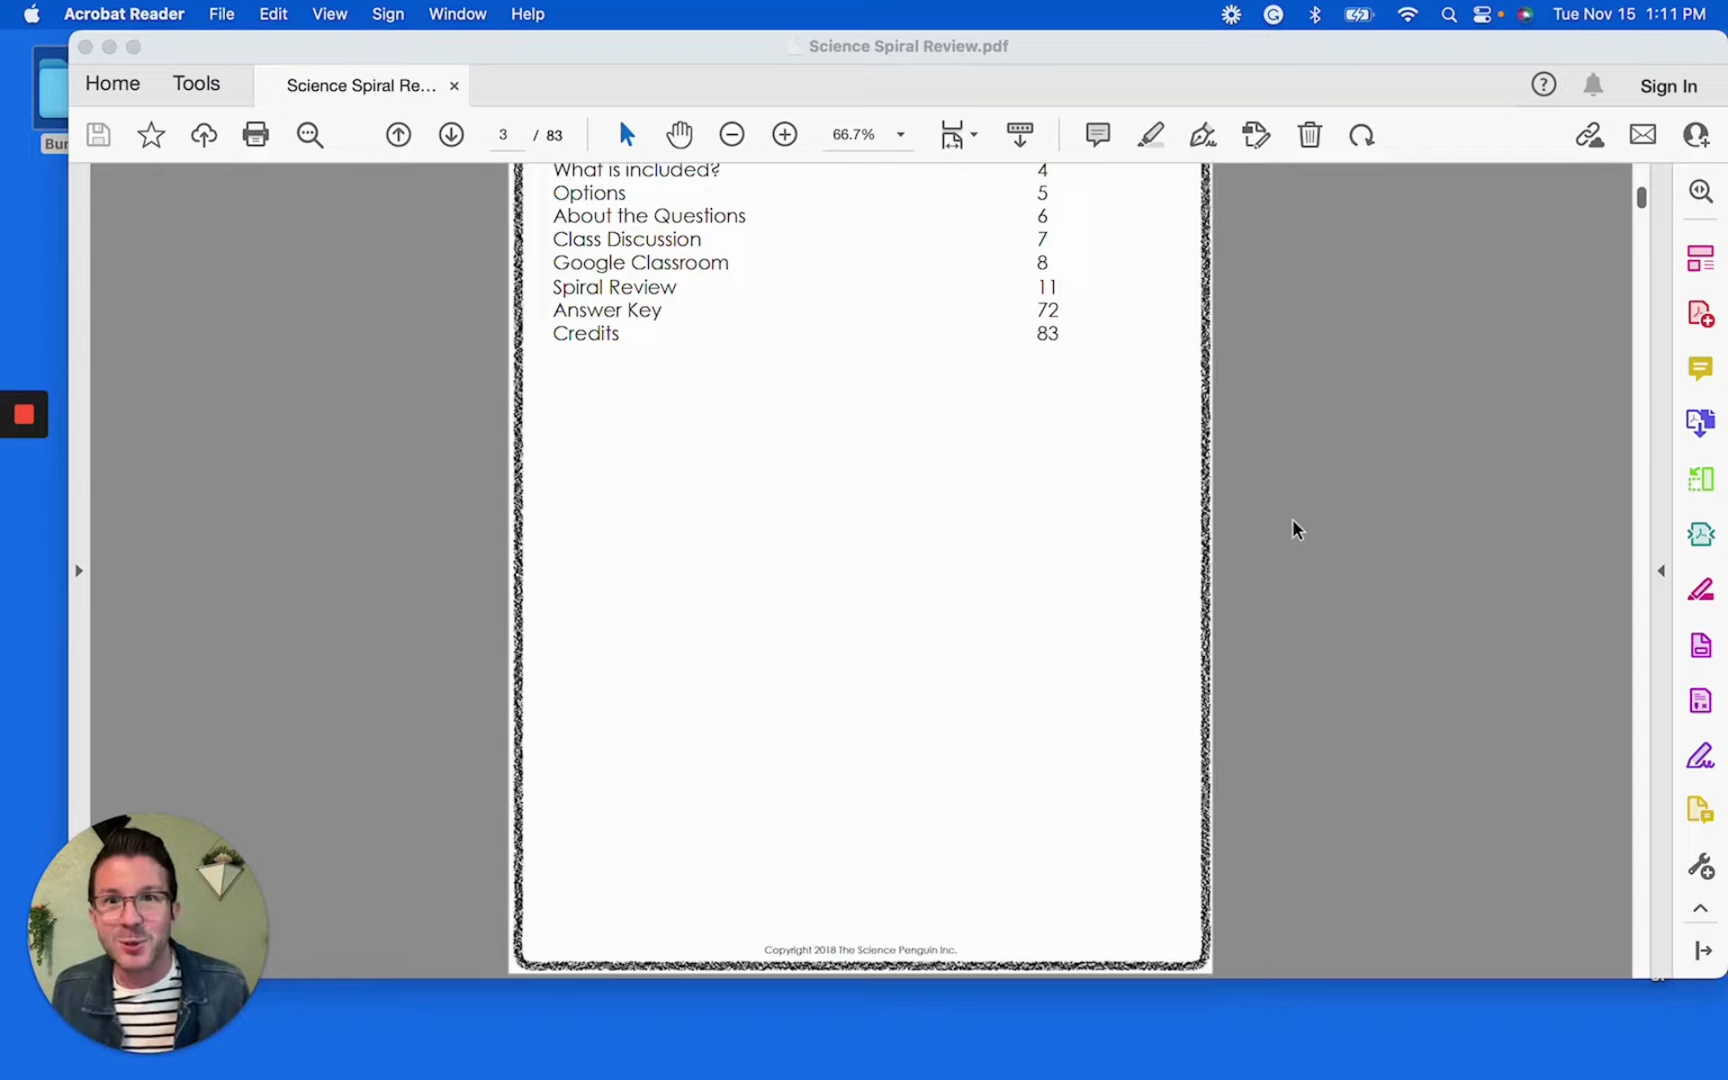 Acrobat Reader File Edit View Sign Window Help Tue Nov 15 1:11 PM
Science Spiral Review.pdf
Home Tools Science Spiral Re... × Sign In
3 / 83 66.7%
Bur
What is included? 4
Options 5
About the Questions 6
Class Discussion 7
Google Classroom 8
Spiral Review 11
Answer Key 72
Credits 83
Copyright 2018 The Science Penguin Inc.